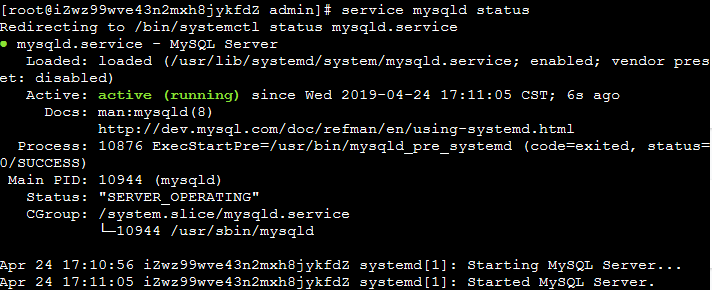 [root@iZwz99wve43n2mxh8jykfdZ admin]# service mysqld status
Redirecting to /bin/systemctl status mysqld.service
● mysqld.service - MySQL Server
   Loaded: loaded (/usr/lib/systemd/system/mysqld.service; enabled; vendor pres
et: disabled)
   Active: active (running) since Wed 2019-04-24 17:11:05 CST; 6s ago
     Docs: man:mysqld(8)
           http://dev.mysql.com/doc/refman/en/using-systemd.html
  Process: 10876 ExecStartPre=/usr/bin/mysqld_pre_systemd (code=exited, status=
0/SUCCESS)
 Main PID: 10944 (mysqld)
   Status: "SERVER_OPERATING"
   CGroup: /system.slice/mysqld.service
           └─10944 /usr/sbin/mysqld
Apr 24 17:10:56 iZwz99wve43n2mxh8jykfdZ systemd[1]: Starting MySQL Server...
Apr 24 17:11:05 iZwz99wve43n2mxh8jykfdZ systemd[1]: Started MySQL Server.